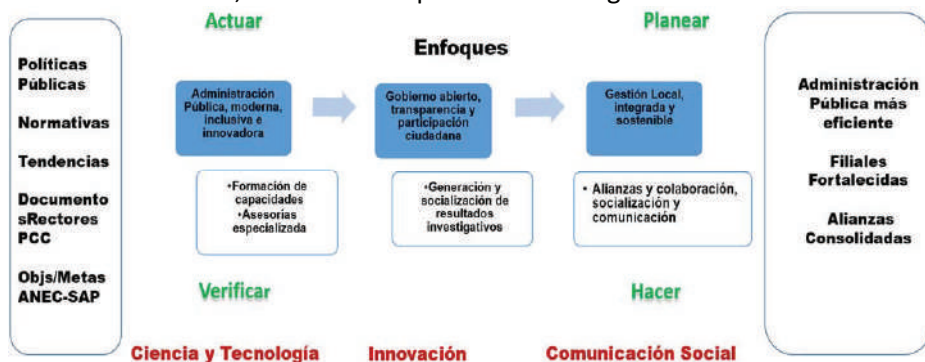 Actuar
Planear
Enfoques
Políticas
Públicas
Normativas
Tendencias
Documento
sRectores
PCC
Objs/Metas
ANEC-SAP
Administración
Pública, moderna,
inclusiva e
innovadora
Gobierno abierto,
transparencia y
participación
ciudadana
Gestión Local,
integrada y
sostenible
•Formación de
capacidades
•Asesorías
especializada
•Generación y
socialización de
resultados
investigativos
• Alianzas y colaboración,
socialización y
comunicación
Administración
Pública más
eficiente
Filiales
Fortalecidas
Alianzas
Consolidadas
Verificar
Hacer
Ciencia y Tecnología
Innovación
Comunicación Social